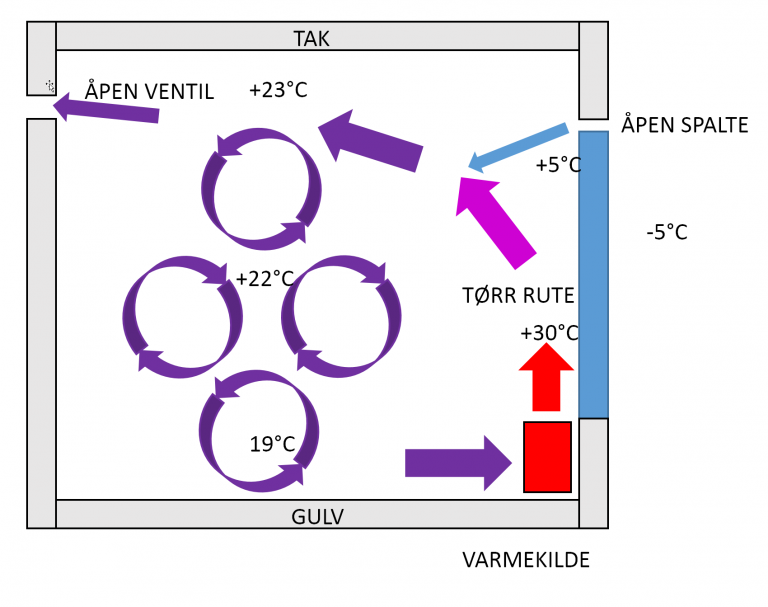 TAK
ÅPEN VENTIL
+23°C
ÅPEN SPALTE
+5°C
-5°C
+22°C
TØRR RUTE
+30°C
19°C
GULV
VARMEKILDE